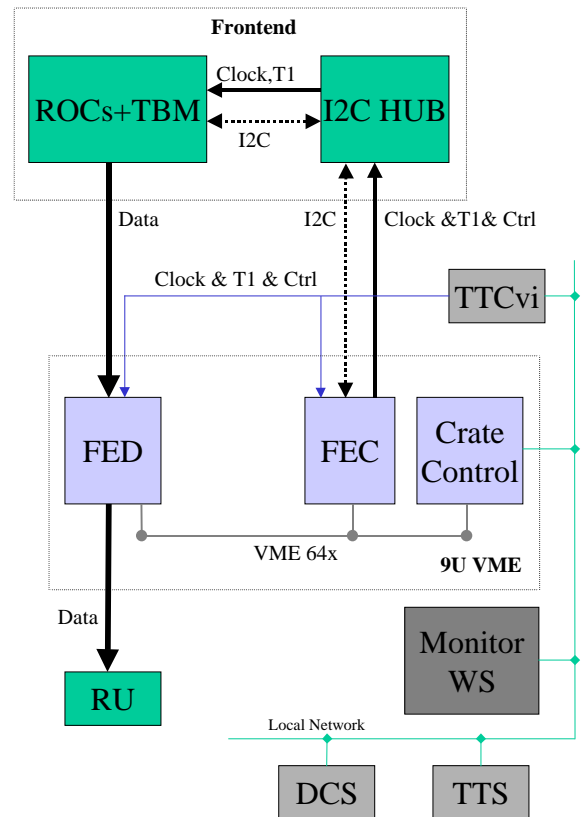 Frontend
Clock,T1
ROCs+TBM
I2C HUB
I2C
Data
I2C
Clock &T1& Ctrl
Clock & T1 & Ctrl
TTCvi
FED
FEC
Crate
Control
VME 64x
9U VME
Data
Monitor
WS
RU
Local Network
DCS
TTS